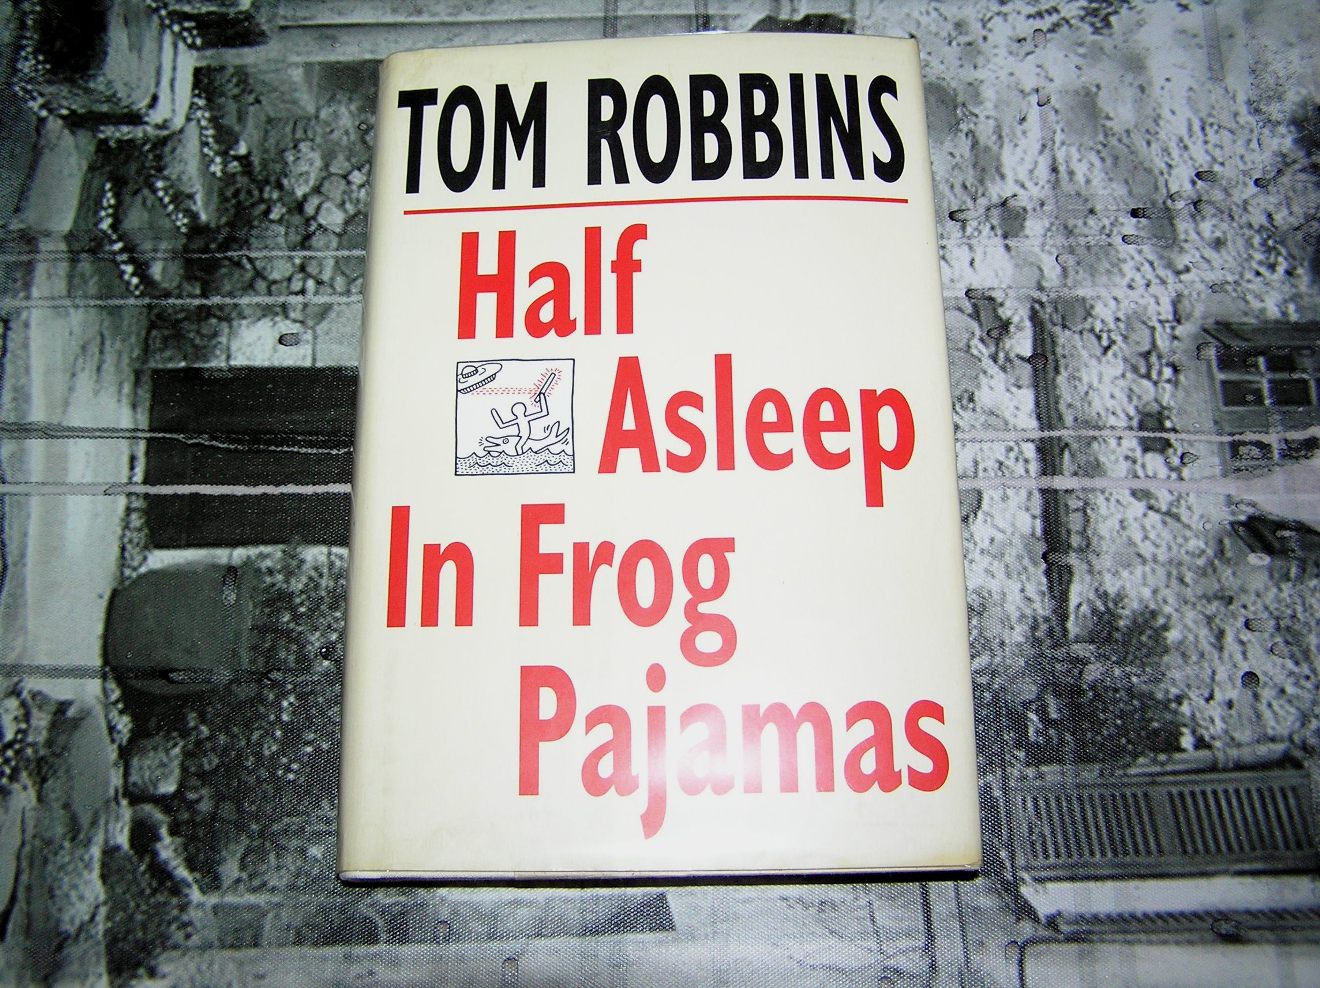 TOM ROBBINS
Half
Asleep
In Frog
Pajamas